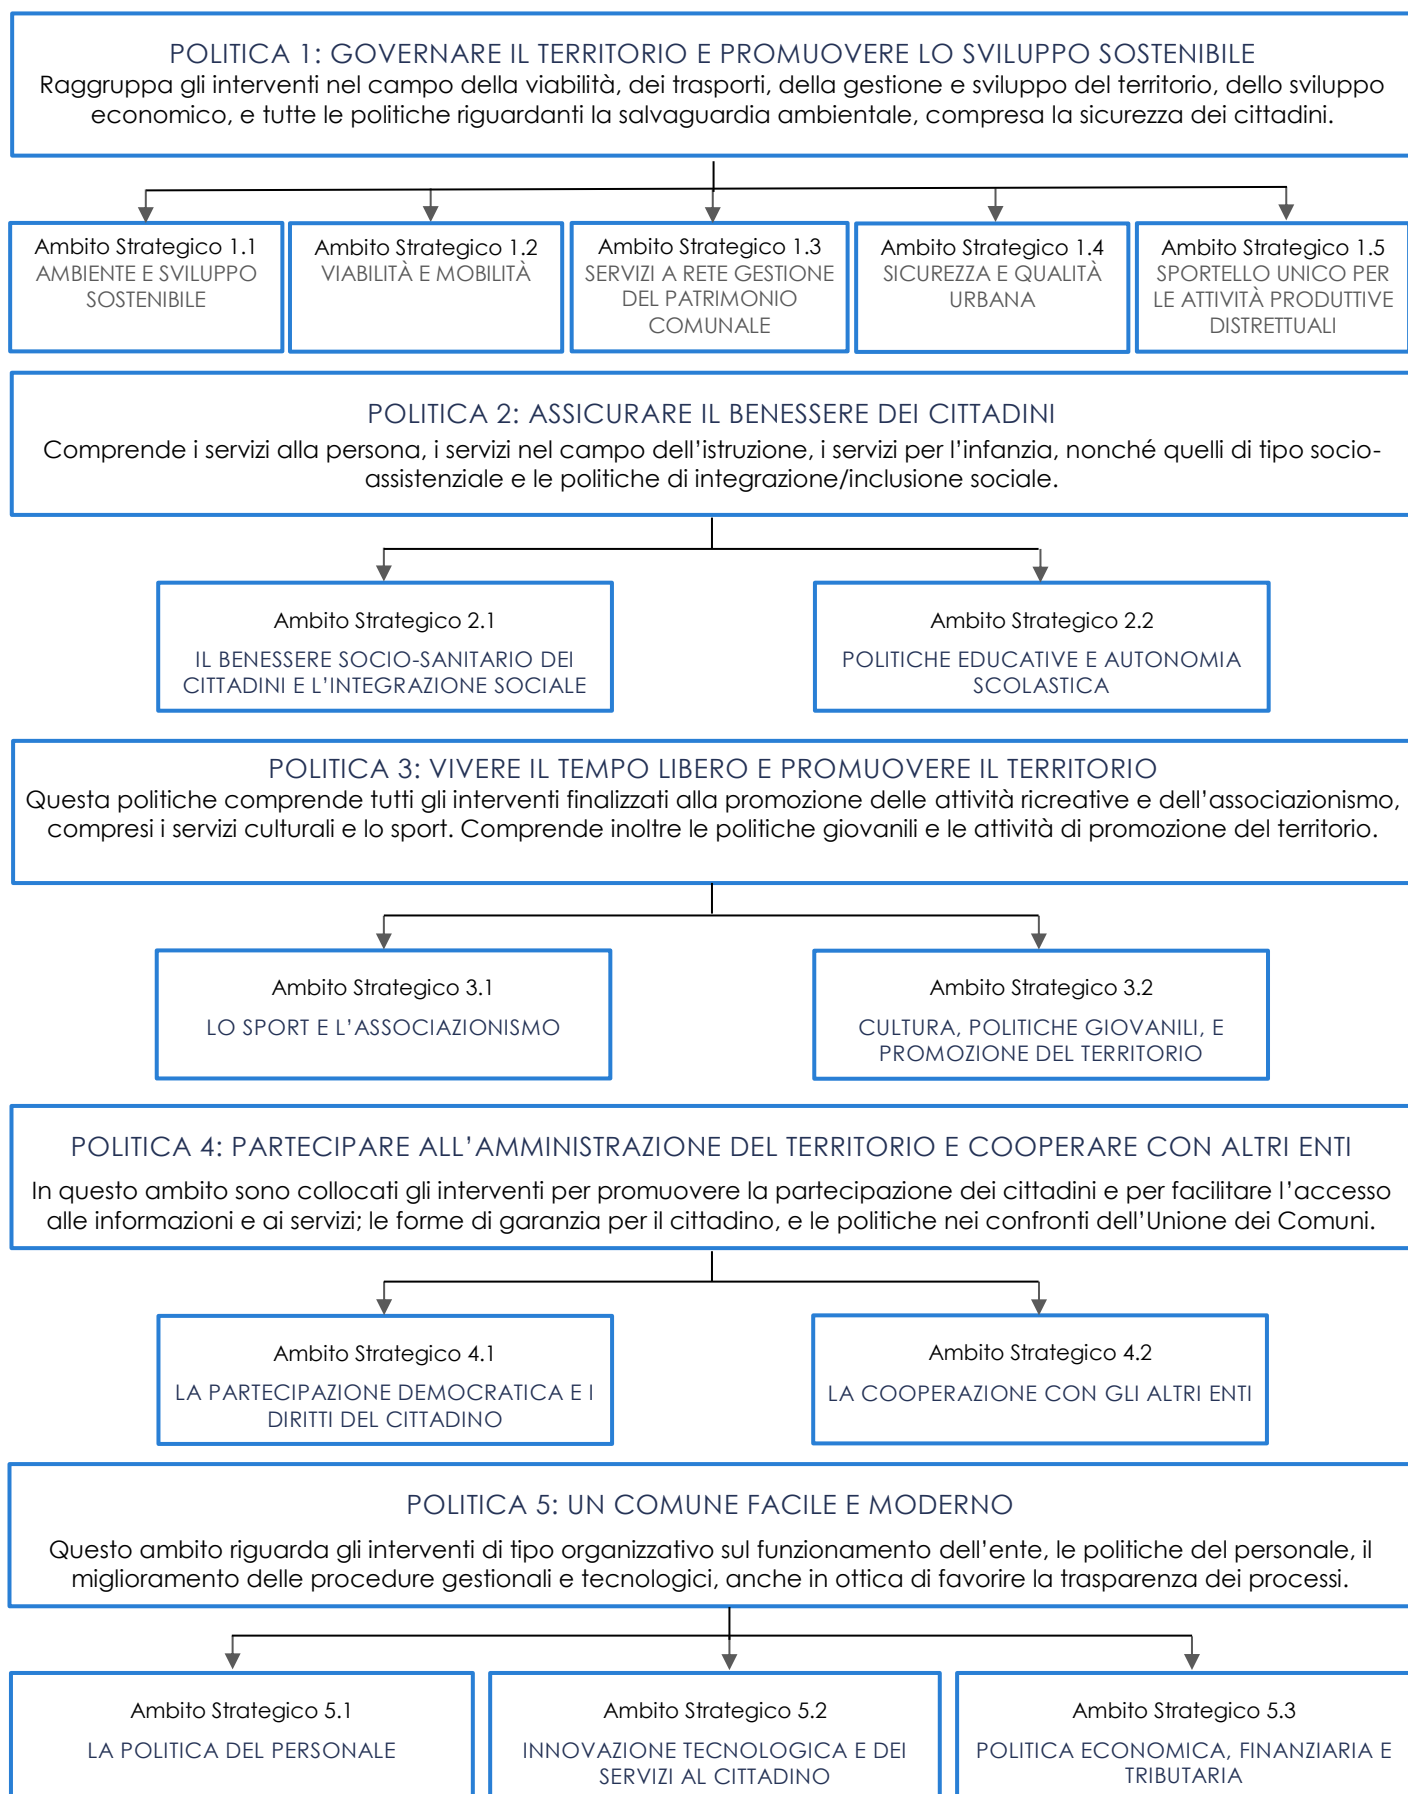 POLITICA 1: GOVERNARE IL TERRITORIO E PROMUOVERE LO SVILUPPO SOSTENIBILE
Raggruppa gli interventi nel campo della viabilità, dei trasporti, della gestione e sviluppo del territorio, dello sviluppo
economico, e tutte le politiche riguardanti la salvaguardia ambientale, compresa la sicurezza dei cittadini.
Ambito Strategico 1.1
AMBIENTE E SVILUPPO
SOSTENIBILE
Ambito Strategico 1.2
VIABILITÀ E MOBILITÀ
Ambito Strategico 1.3
SERVIZI A RETE GESTIONE
DEL PATRIMONIO
COMUNALE
Ambito Strategico 1.4
SICUREZZA E QUALITÀ
URBANA
Ambito Strategico 1.5
SPORTELLO UNICO PER
LE ATTIVITÀ PRODUTTIVE
DISTRETTUALI
POLITICA 2: ASSICURARE IL BENESSERE DEI CITTADINI
Comprende i servizi alla persona, i servizi nel campo dell’istruzione, i servizi per l’infanzia, nonché quelli di tipo socio-
assistenziale e le politiche di integrazione/inclusione sociale.
Ambito Strategico 2.1
IL BENESSERE SOCIO-SANITARIO DEI
CITTADINI E L’INTEGRAZIONE SOCIALE
Ambito Strategico 2.2
POLITICHE EDUCATIVE E AUTONOMIA
SCOLASTICA
POLITICA 3: VIVERE IL TEMPO LIBERO E PROMUOVERE IL TERRITORIO
Questa politiche comprende tutti gli interventi finalizzati alla promozione delle attività ricreative e dell’associazionismo,
compresi i servizi culturali e lo sport. Comprende inoltre le politiche giovanili e le attività di promozione del territorio.
Ambito Strategico 3.1
LO SPORT E L’ASSOCIAZIONISMO
Ambito Strategico 3.2
CULTURA, POLITICHE GIOVANILI, E
PROMOZIONE DEL TERRITORIO
POLITICA 4: PARTECIPARE ALL’AMMINISTRAZIONE DEL TERRITORIO E COOPERARE CON ALTRI ENTI
In questo ambito sono collocati gli interventi per promuovere la partecipazione dei cittadini e per facilitare l’accesso
alle informazioni e ai servizi; le forme di garanzia per il cittadino, e le politiche nei confronti dell’Unione dei Comuni.
Ambito Strategico 4.1
LA PARTECIPAZIONE DEMOCRATICA E I
DIRITTI DEL CITTADINO
Ambito Strategico 4.2
LA COOPERAZIONE CON GLI ALTRI ENTI
POLITICA 5: UN COMUNE FACILE E MODERNO
Questo ambito riguarda gli interventi di tipo organizzativo sul funzionamento dell’ente, le politiche del personale, il
miglioramento delle procedure gestionali e tecnologici, anche in ottica di favorire la trasparenza dei processi.
Ambito Strategico 5.1
LA POLITICA DEL PERSONALE
Ambito Strategico 5.2
INNOVAZIONE TECNOLOGICA E DEI
SERVIZI AL CITTADINO
Ambito Strategico 5.3
POLITICA ECONOMICA, FINANZIARIA E
TRIBUTARIA